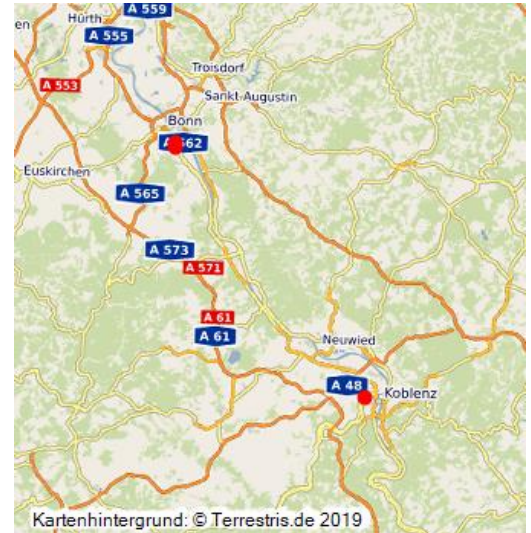 A 559
Hürth
en
A 555
Troisdorf
A 553
Sankt Augustin
Bonn
Euskirchen
A 565
A 573
A 571
A 61
A 61
Neuwied
A 48
Koblenz
Kartenhintergrund: © Terrestris.de 2019